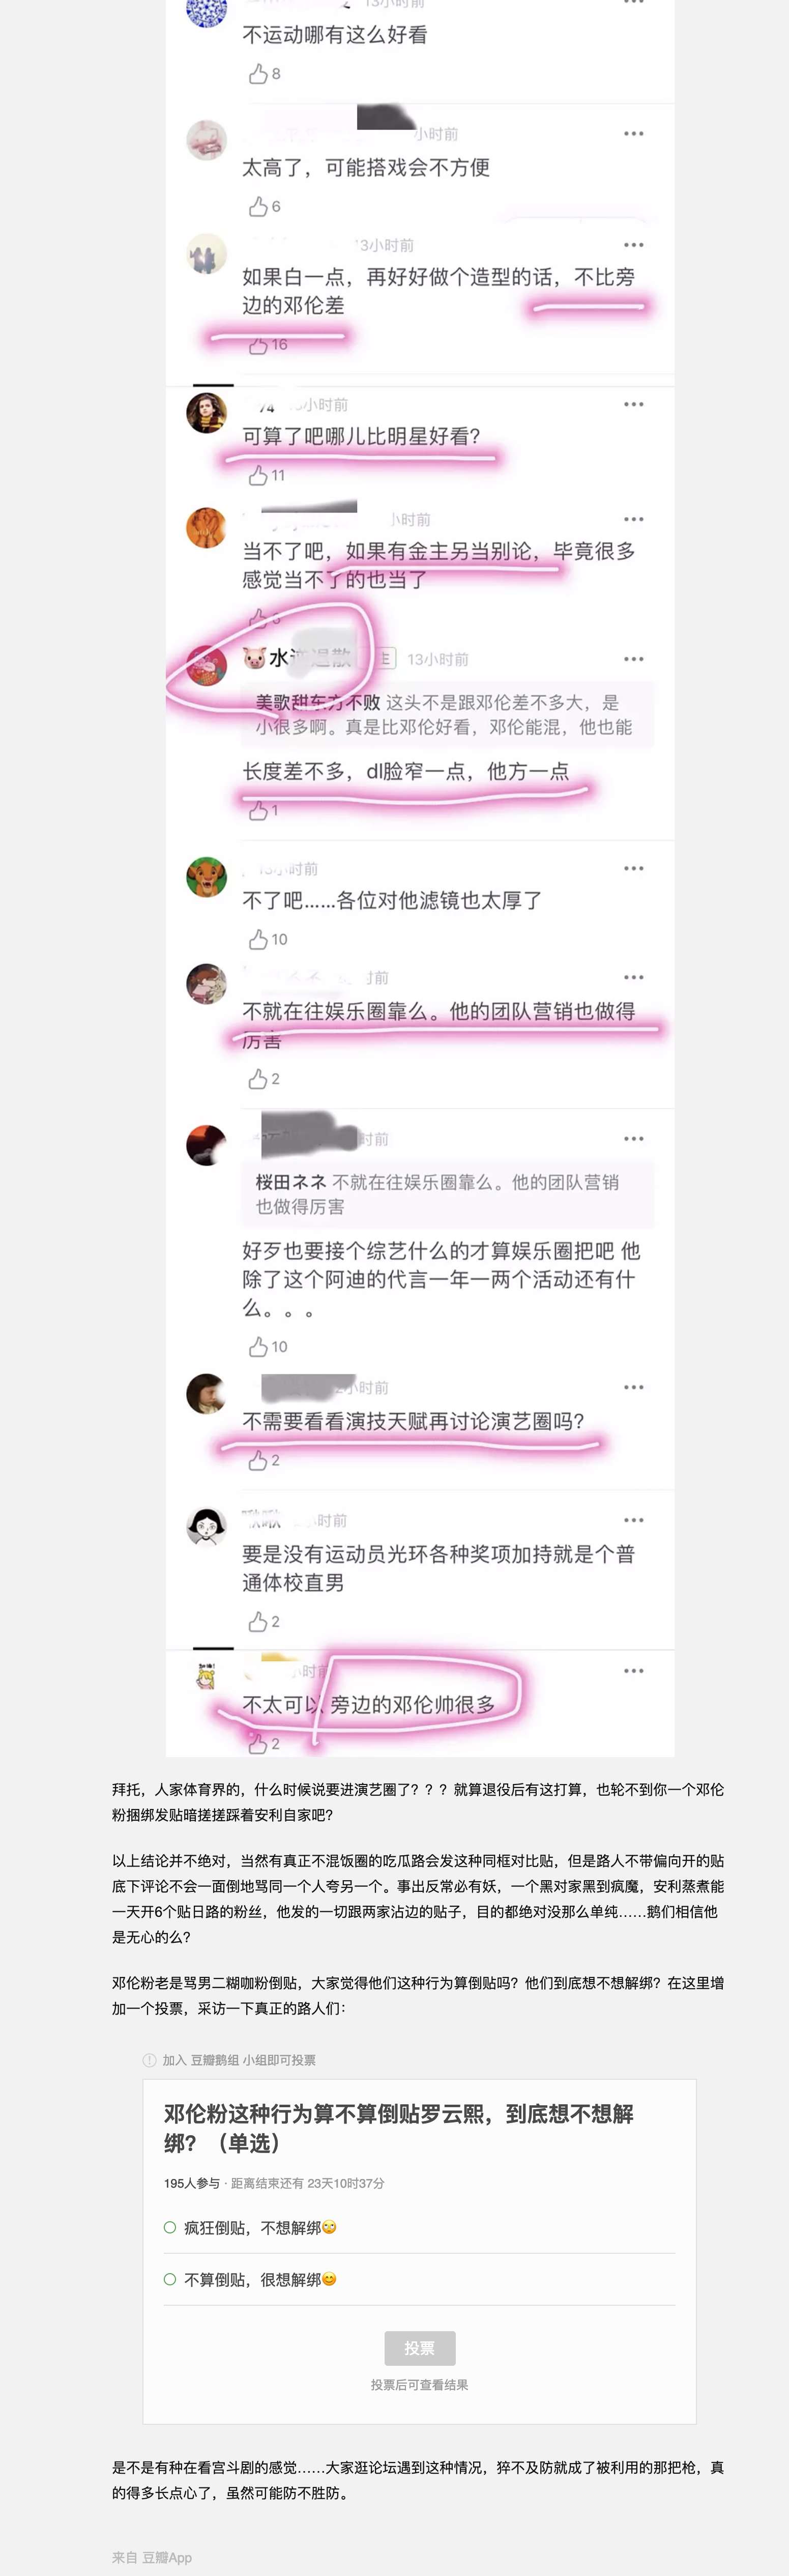 13小时前
不运动哪有这么好看
8
小时前
太高了，可能搭戏会不方便
6
13小时前
如果白一点，再好好做个造型的话，不比旁
边的邓伦差
16
小时前
可算了吧哪儿比明星好看？
11
小时前
当不了吧，如果有金主另当别论，毕竟很多
感觉当不了的也当了
水
主
13小时前
美歌甜东方不败 这头不是跟邓伦差不多大，是
小很多啊。真是比邓伦好看，邓伦能混，他也能
长度差不多，dl脸窄一点，他方一点
1
13小时前
不了吧……各位对他滤镜也太厚了
10
时前
不就在往娱乐圈靠么。他的团队营销也做得
厉害
2
时前
桜田ネネ 不就在往娱乐圈靠么。他的团队营销
也做得厉害
好歹也要接个综艺什么的才算娱乐圈把吧 他
除了这个阿迪的代言一年一两个活动还有什
么。。。
10
小时前
不需要看看演技天赋再讨论演艺圈吗？
2
小时前
要是没有运动员光环各种奖项加持就是个普
通体校直男
2
加油！
小时前
不太可以 旁边的邓伦帅很多
2
拜托，人家体育界的，什么时候说要进演艺圈了？？？就算退役后有这打算，也轮不到你一个邓伦
粉捆绑发贴暗搓搓踩着安利自家吧？
以上结论并不绝对，当然有真正不混饭圈的吃瓜路会发这种同框对比贴，但是路人不带偏向开的贴
底下评论不会一面倒地骂同一个人夸另一个。事出反常必有妖，一个黑对家黑到疯魔，安利蒸煮能
一天开6个贴日路的粉丝，他发的一切跟两家沾边的贴子，目的都绝对没那么单纯……鹅们相信他
是无心的么？
邓伦粉老是骂男二糊咖粉倒贴，大家觉得他们这种行为算倒贴吗？他们到底想不想解绑？在这里增
加一个投票，采访一下真正的路人们：
加入 豆瓣鹅组 小组即可投票
邓伦粉这种行为算不算倒贴罗云熙，到底想不想解
绑？（单选）
195人参与 · 距离结束还有 23天10时37分
疯狂倒贴，不想解绑🙄
不算倒贴，很想解绑😊
投票
投票后可查看结果
是不是有种在看宫斗剧的感觉……大家逛论坛遇到这种情况，猝不及防就成了被利用的那把枪，真
的得多长点心了，虽然可能防不胜防。
来自 豆瓣App